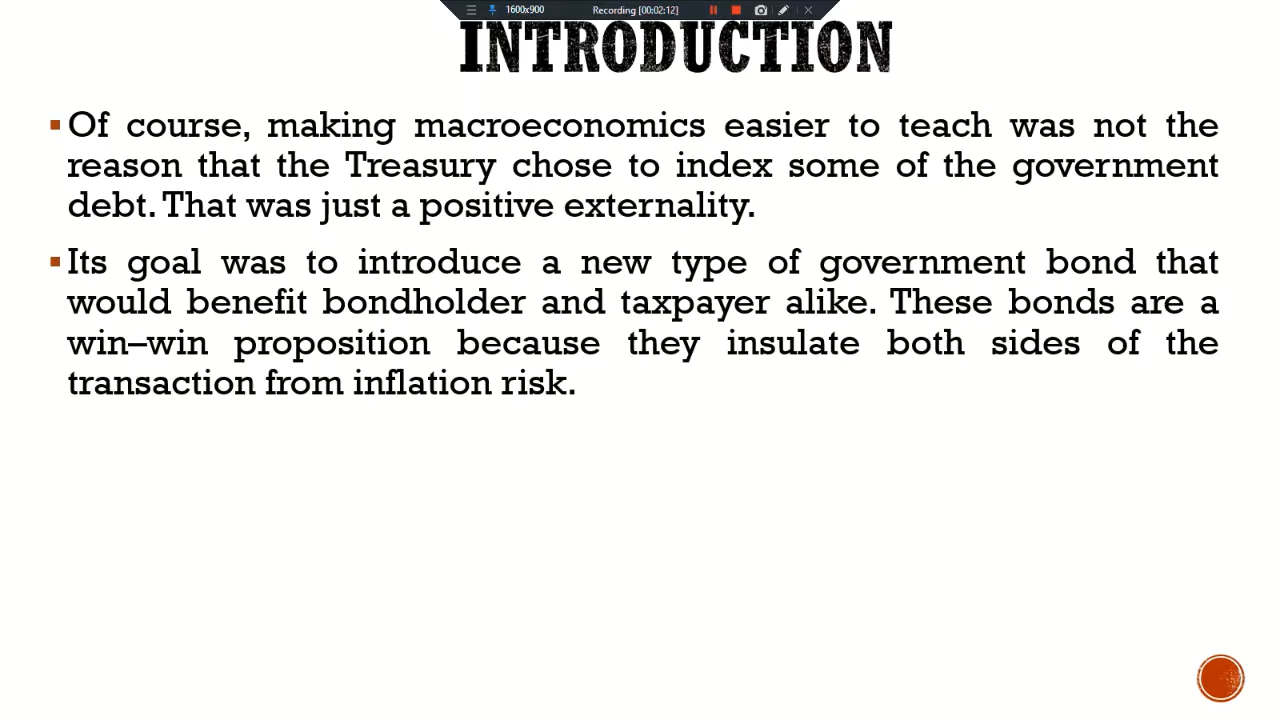 1600x900 Recording [00:02:12]
INTRODUCTION
Of course, making macroeconomics easier to teach was not the
reason that the Treasury chose to index some of the government
debt. That was just a positive externality.
Its goal was to introduce a new type of government bond that
would benefit bondholder and taxpayer alike. These bonds are a
win–win proposition because they insulate both sides of the
transaction from inflation risk.